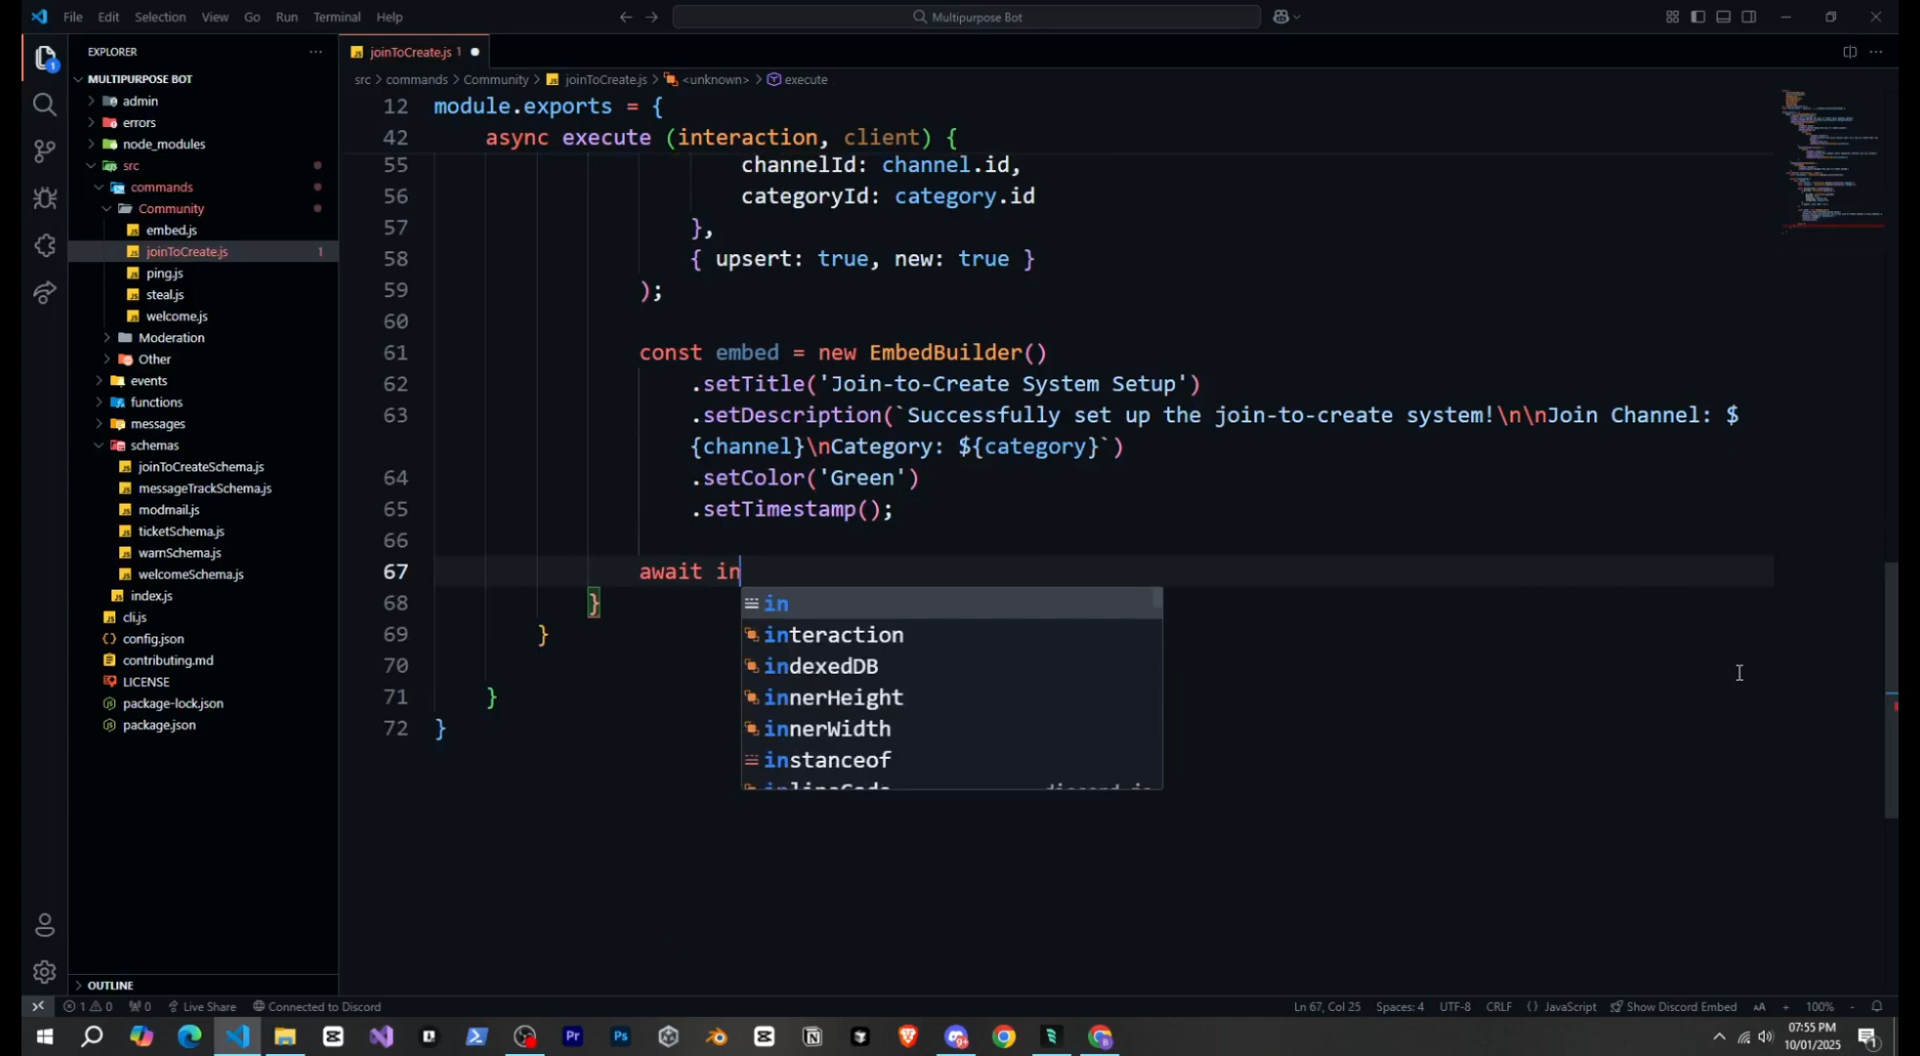 File Edit Selection View Go Run Terminal Help
Multipurpose Bot
EXPLORER
MULTIPURPOSE BOT
admin
errors
node_modules
src
commands
Community
embed.js
joinToCreate.js 1
ping.js
steal.js
welcome.js
Moderation
Other
events
functions
messages
schemas
joinToCreateSchema.js
messageTrackSchema.js
modmail.js
ticketSchema.js
warnSchema.js
welcomeSchema.js
index.js
cli.js
config.json
contributing.md
LICENSE
package-lock.json
package.json
OUTLINE
joinToCreate.js 1
src > commands > Community > joinToCreate.js > <unknown> > execute
12 module.exports = {
42 async execute (interaction, client) {
55 channelId: channel.id,
56 categoryId: category.id
57 },
58 { upsert: true, new: true }
59 );
60
61 const embed = new EmbedBuilder()
62 .setTitle('Join-to-Create System Setup')
63 .setDescription(`Successfully set up the join-to-create system!\n\nJoin Channel: $
{channel}\nCategory: ${category}`)
64 .setColor('Green')
65 .setTimestamp();
66
67 await in
68 }
69 }
70
71 }
72 }
in
interaction
indexedDB
innerHeight
innerWidth
instanceof
1 0 0 Live Share Connected to Discord
Ln 67, Col 25 Spaces: 4 UTF-8 CRLF {} JavaScript Show Discord Embed AA + 100% -
07:55 PM
10/01/2025